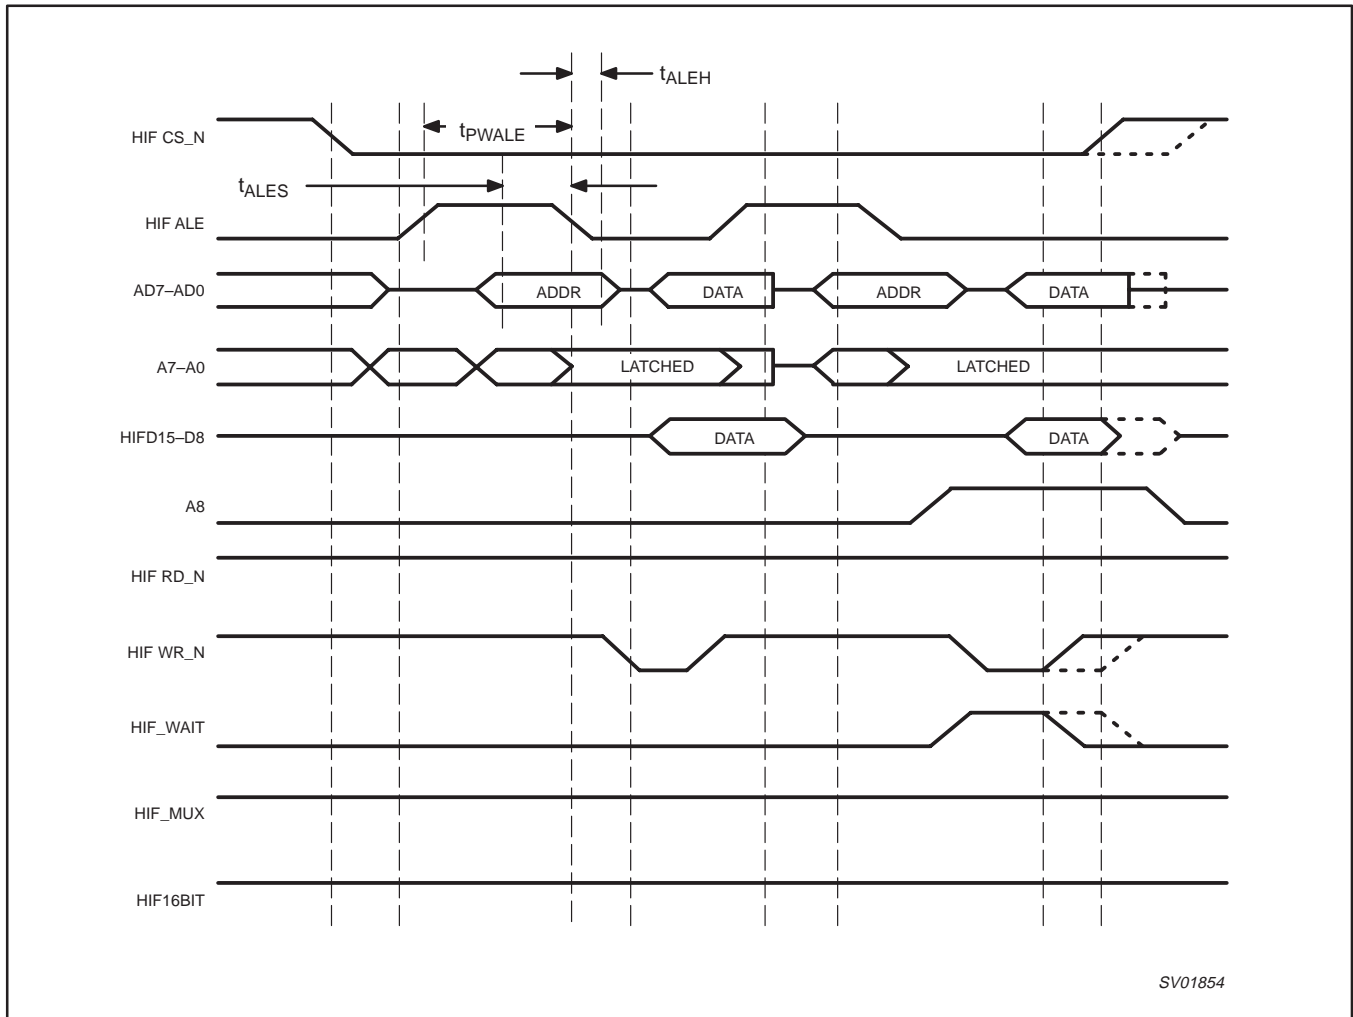 tALEH
HIF CS_N
tPWALE
tALES
HIF ALE
AD7–AD0 ADDR DATA ADDR DATA
A7–A0 LATCHED LATCHED
HIFD15–D8 DATA DATA
A8
HIF RD_N
HIF WR_N
HIF_WAIT
HIF_MUX
HIF16BIT
SV01854